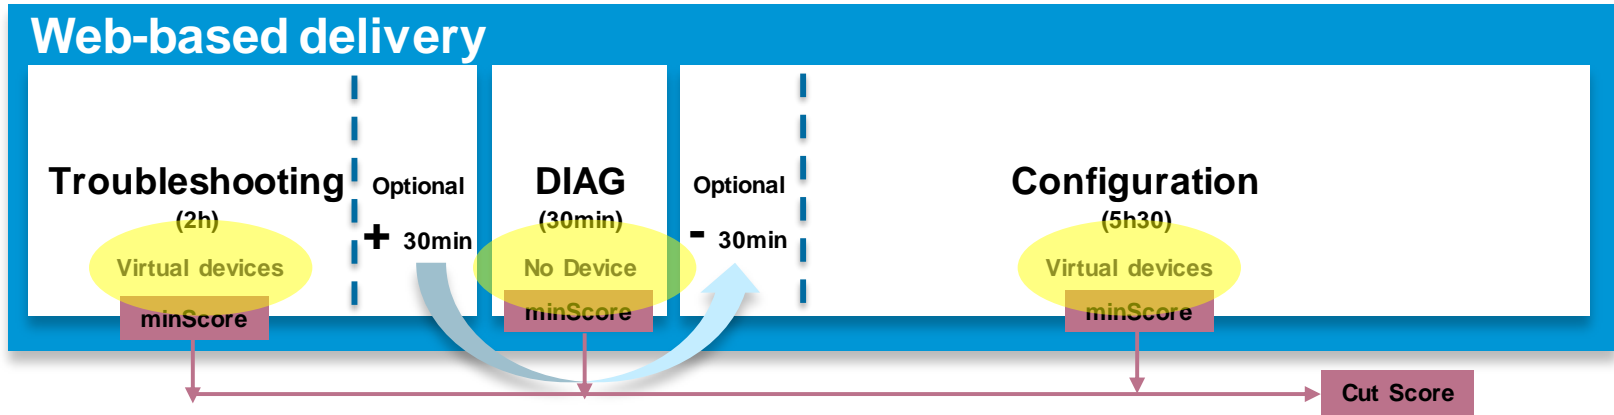 Web-based delivery
Troubleshooting
(2h)
Virtual devices
minScore
Optional
+ 30min
DIAG
(30min)
No Device
minScore
Optional
- 30min
Configuration
(5h30)
Virtual devices
minScore
Cut Score